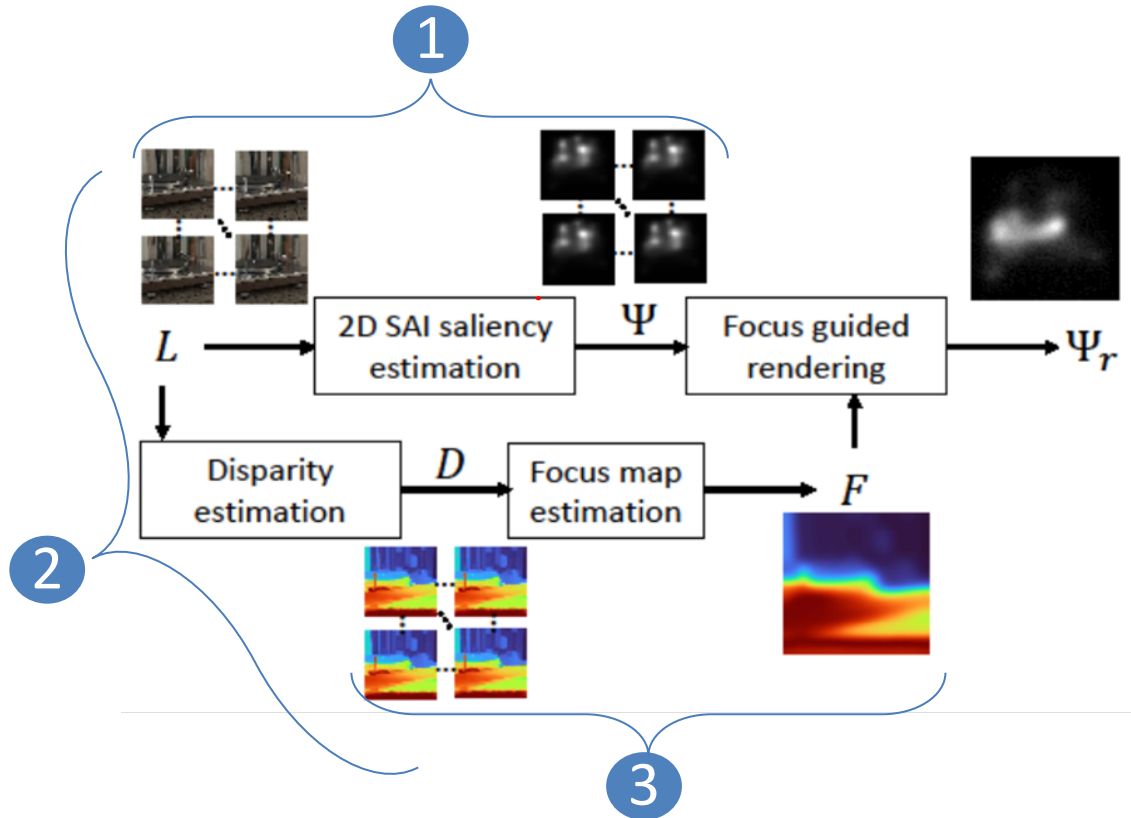 1
L
2D SAI saliency
estimation
Ψ
Focus guided
rendering
Ψr
Disparity
estimation
D
Focus map
estimation
F
2
3